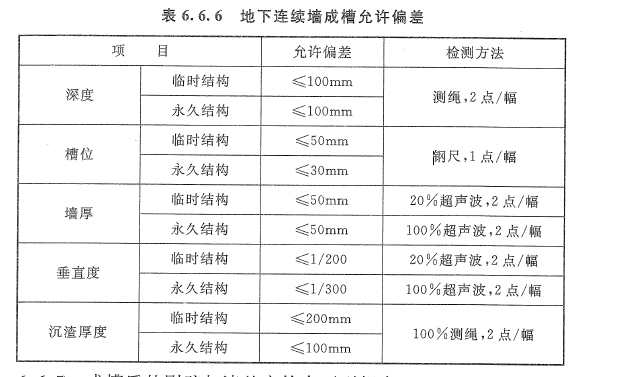 表 6.6.6 地下连续墙成槽允许偏差
项 目 允许偏差 检测方法
深度 临时结构 ≤100mm 测绳,2点/幅
永久结构 ≤100mm
槽位 临时结构 ≤50mm 钢尺,1点/幅
永久结构 ≤30mm
墙厚 临时结构 ≤50mm 20%超声波,2点/幅
永久结构 ≤50mm 100%超声波,2点/幅
垂直度 临时结构 ≤1/200 20%超声波,2点/幅
永久结构 ≤1/300 100%超声波,2点/幅
沉渣厚度 临时结构 ≤200mm 100%测绳,2点/幅
永久结构 ≤100mm